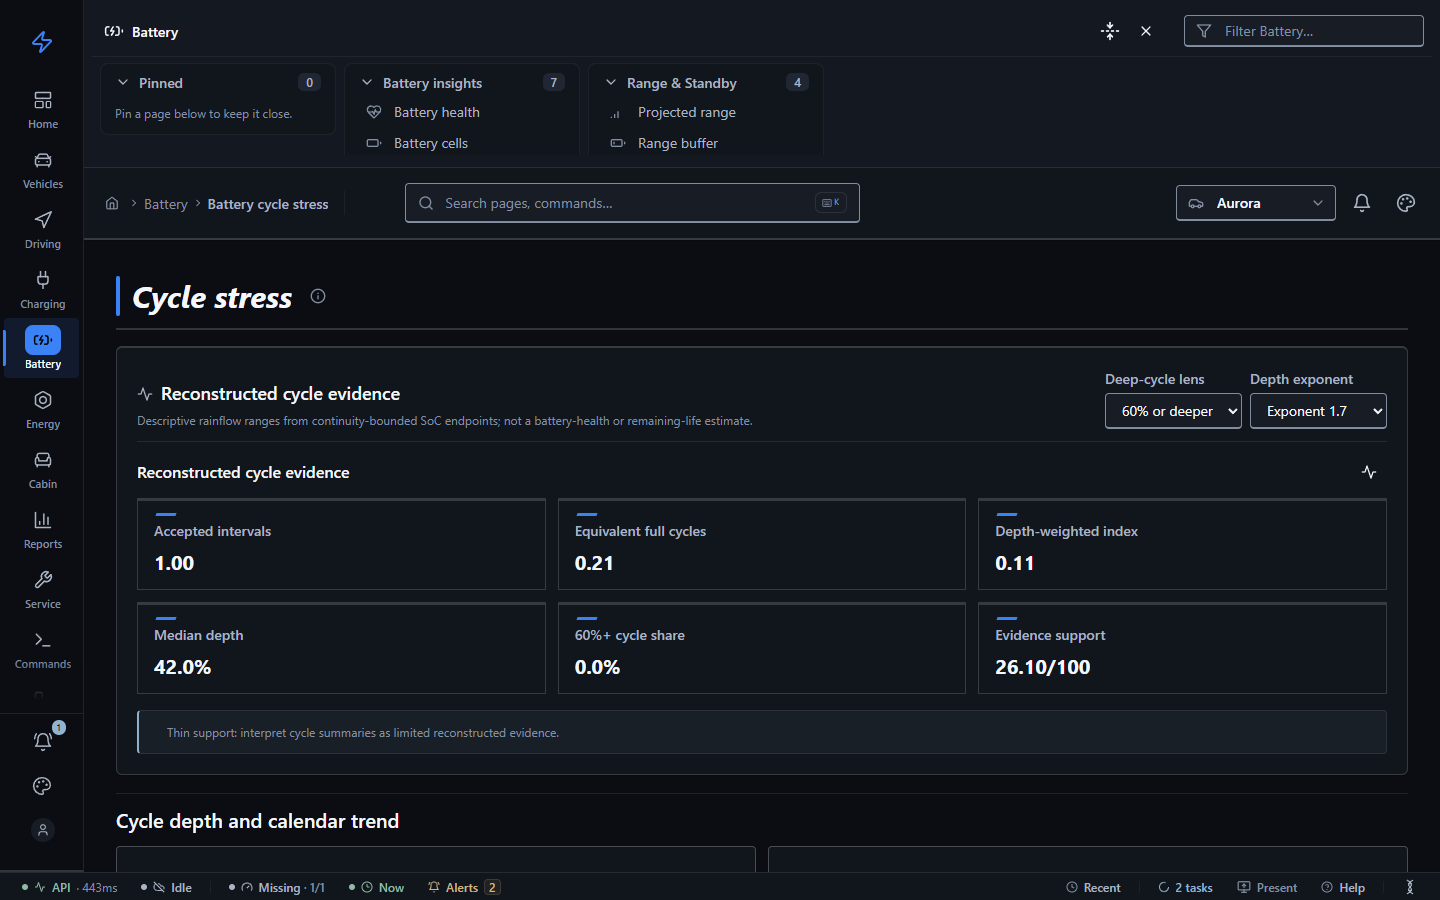 Battery
Filter Battery...
Home
Vehicles
Driving
Charging
Battery
Energy
Cabin
Reports
Service
Commands
1
Pinned 0
Pin a page below to keep it close.
Battery insights 7
Battery health
Battery cells
Range & Standby 4
Projected range
Range buffer
Battery > Battery cycle stress
Search pages, commands... K
Aurora
Cycle stress
Reconstructed cycle evidence
Descriptive rainflow ranges from continuity-bounded SoC endpoints; not a battery-health or remaining-life estimate.
Deep-cycle lens
60% or deeper
Depth exponent
Exponent 1.7
Reconstructed cycle evidence
Accepted intervals
1.00
Equivalent full cycles
0.21
Depth-weighted index
0.11
Median depth
42.0%
60%+ cycle share
0.0%
Evidence support
26.10/100
Thin support: interpret cycle summaries as limited reconstructed evidence.
Cycle depth and calendar trend
API · 443ms
Idle
Missing · 1/1
Now
Alerts 2
Recent
2 tasks
Present
Help